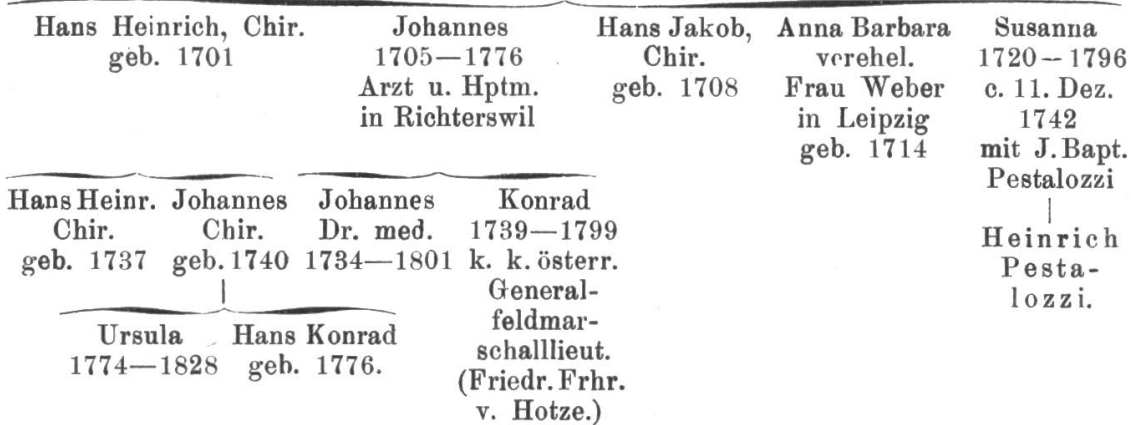 Hans Heinrich, Chir.
geb. 1701
Johannes
1705—1776
Arzt u. Hptm.
in Richterswil
Hans Jakob,
Chir.
geb. 1708
Anna Barbara
verehel.
Frau Weber
in Leipzig
geb. 1714
Susanna
1720—1796
c. 11. Dez.
1742
mit J. Bapt.
Pestalozzi
Heinrich
Pesta-
lozzi.
Hans Heinr.
Chir.
geb. 1737
Johannes
Chir.
geb. 1740
Johannes
Dr. med.
1734—1801
Konrad
1739—1799
k. k. österr.
General-
feldmar-
schalllieut.
(Friedr. Frhr.
v. Hotze.)
Ursula
1774—1828
Hans Konrad
geb. 1776.